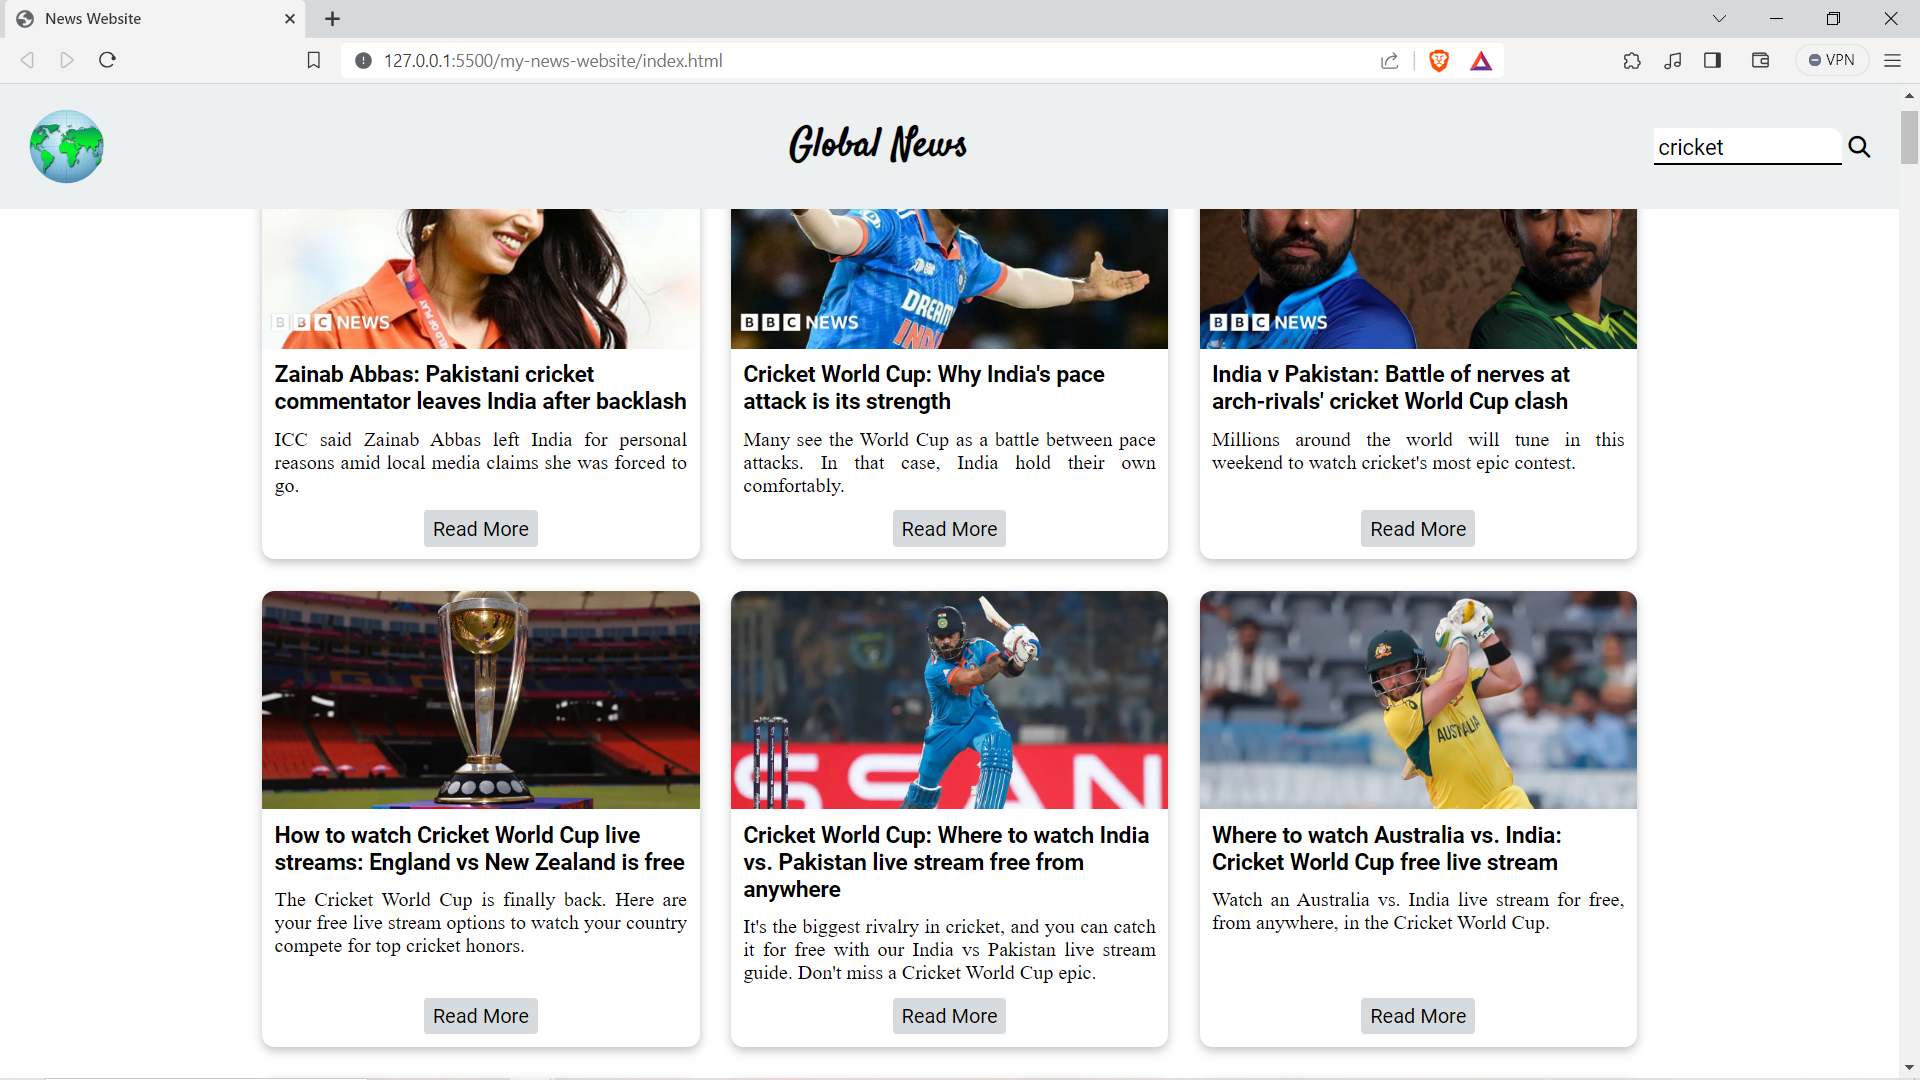 News Website
127.0.0.1:5500/my-news-website/index.html
VPN
Global News
cricket
BBC NEWS
Zainab Abbas: Pakistani cricket
commentator leaves India after backlash
ICC said Zainab Abbas left India for personal
reasons amid local media claims she was forced to
go.
Read More
DREAM
BBC NEWS
Cricket World Cup: Why India's pace
attack is its strength
Many see the World Cup as a battle between pace
attacks. In that case, India hold their own
comfortably.
Read More
BBC NEWS
India v Pakistan: Battle of nerves at
arch-rivals' cricket World Cup clash
Millions around the world will tune in this
weekend to watch cricket's most epic contest.
Read More
How to watch Cricket World Cup live
streams: England vs New Zealand is free
The Cricket World Cup is finally back. Here are
your free live stream options to watch your country
compete for top cricket honors.
Read More
SSAN
Cricket World Cup: Where to watch India
vs. Pakistan live stream free from
anywhere
It's the biggest rivalry in cricket, and you can catch
it for free with our India vs Pakistan live stream
guide. Don't miss a Cricket World Cup epic.
Read More
AUSTRALIA
Where to watch Australia vs. India:
Cricket World Cup free live stream
Watch an Australia vs. India live stream for free,
from anywhere, in the Cricket World Cup.
Read More